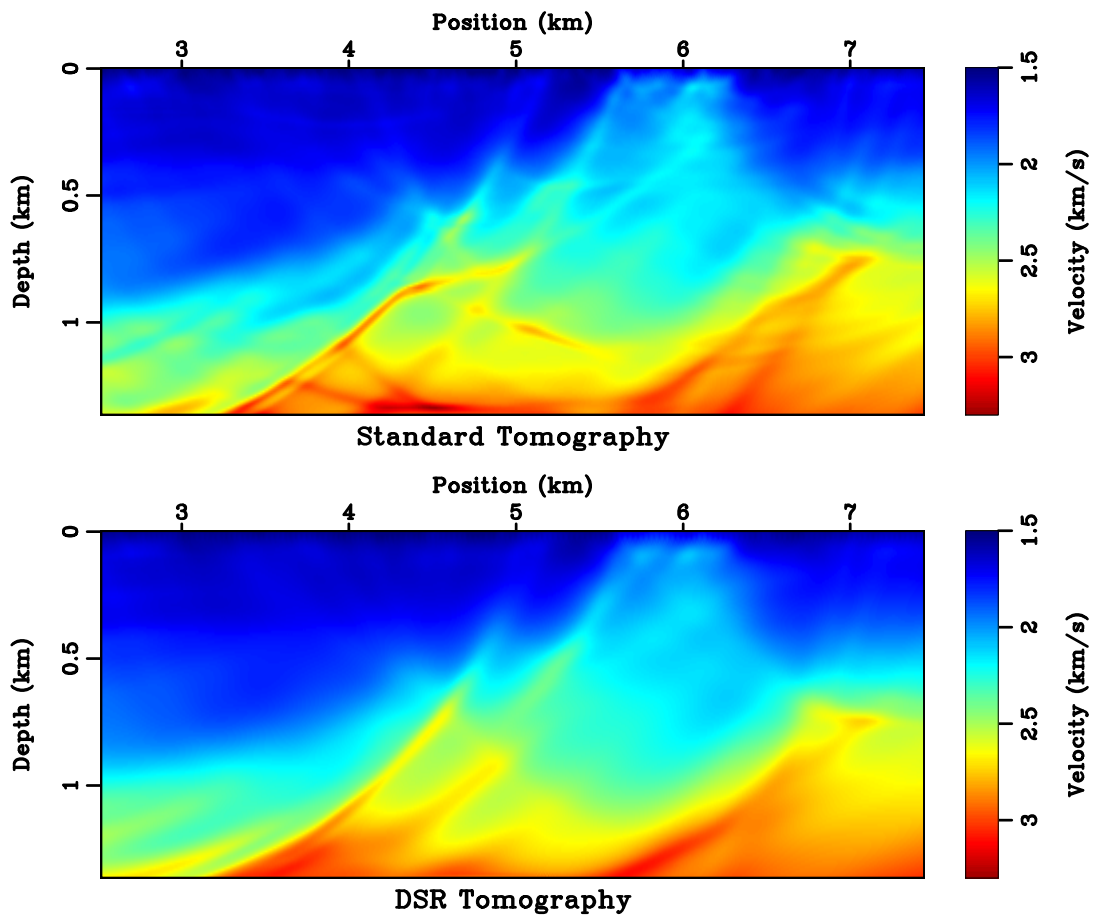 Position (km)
3 4 5 6 7
0
0.5
1
Depth (km)
1.5
2
2.5
3
Velocity (km/s)
Standard Tomography
Position (km)
3 4 5 6 7
0
0.5
1
Depth (km)
1.5
2
2.5
3
Velocity (km/s)
DSR Tomography